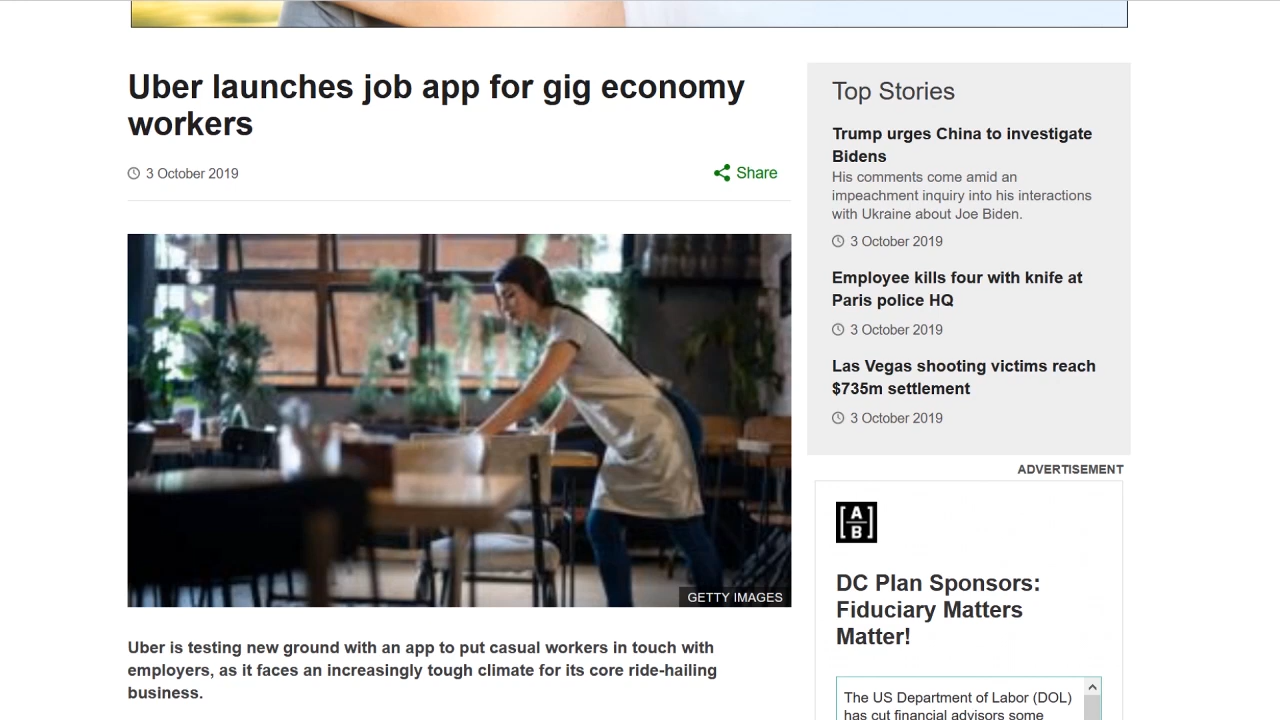 Uber launches job app for gig economy
workers
3 October 2019
Share
GETTY IMAGES
Uber is testing new ground with an app to put casual workers in touch with
employers, as it faces an increasingly tough climate for its core ride-hailing
business.
Top Stories
Trump urges China to investigate
Bidens
His comments come amid an
impeachment inquiry into his interactions
with Ukraine about Joe Biden.
3 October 2019
Employee kills four with knife at
Paris police HQ
3 October 2019
Las Vegas shooting victims reach
$735m settlement
3 October 2019
ADVERTISEMENT
[A
B]
DC Plan Sponsors:
Fiduciary Matters
Matter!
The US Department of Labor (DOL)
has cut financial advisors some